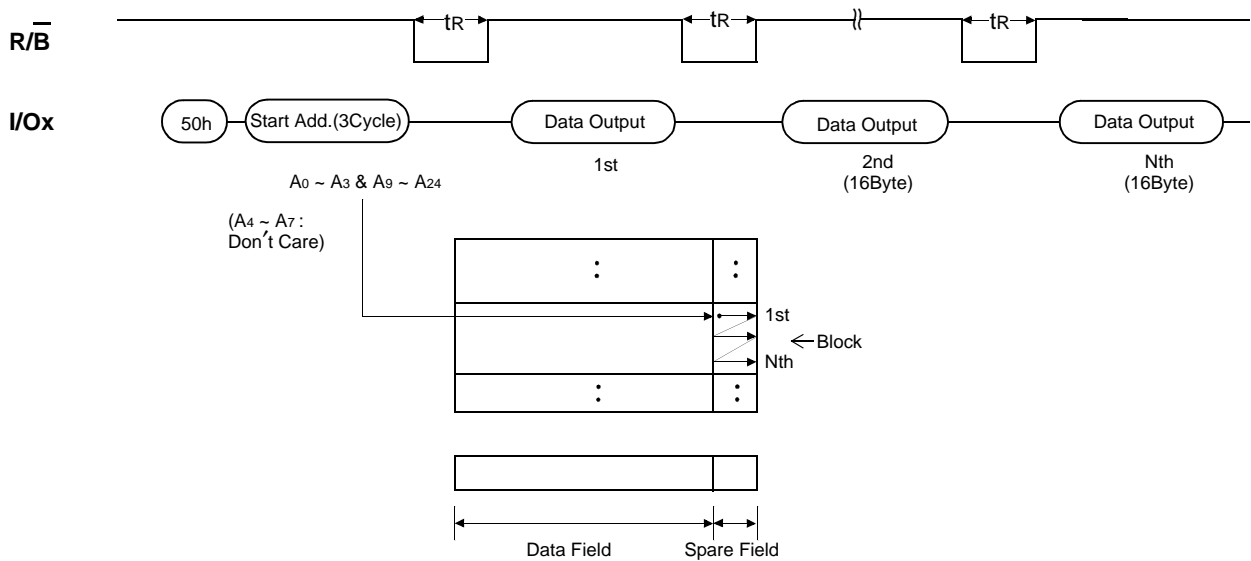 tR tR tR
R/B̅
I/Ox
50h Start Add.(3Cycle) Data Output Data Output Data Output
1st 2nd Nth
(16Byte) (16Byte)
A0 ~ A3 & A9 ~ A24
(A4 ~ A7 :
Don't Care)
1st
Block
Nth
Data Field Spare Field